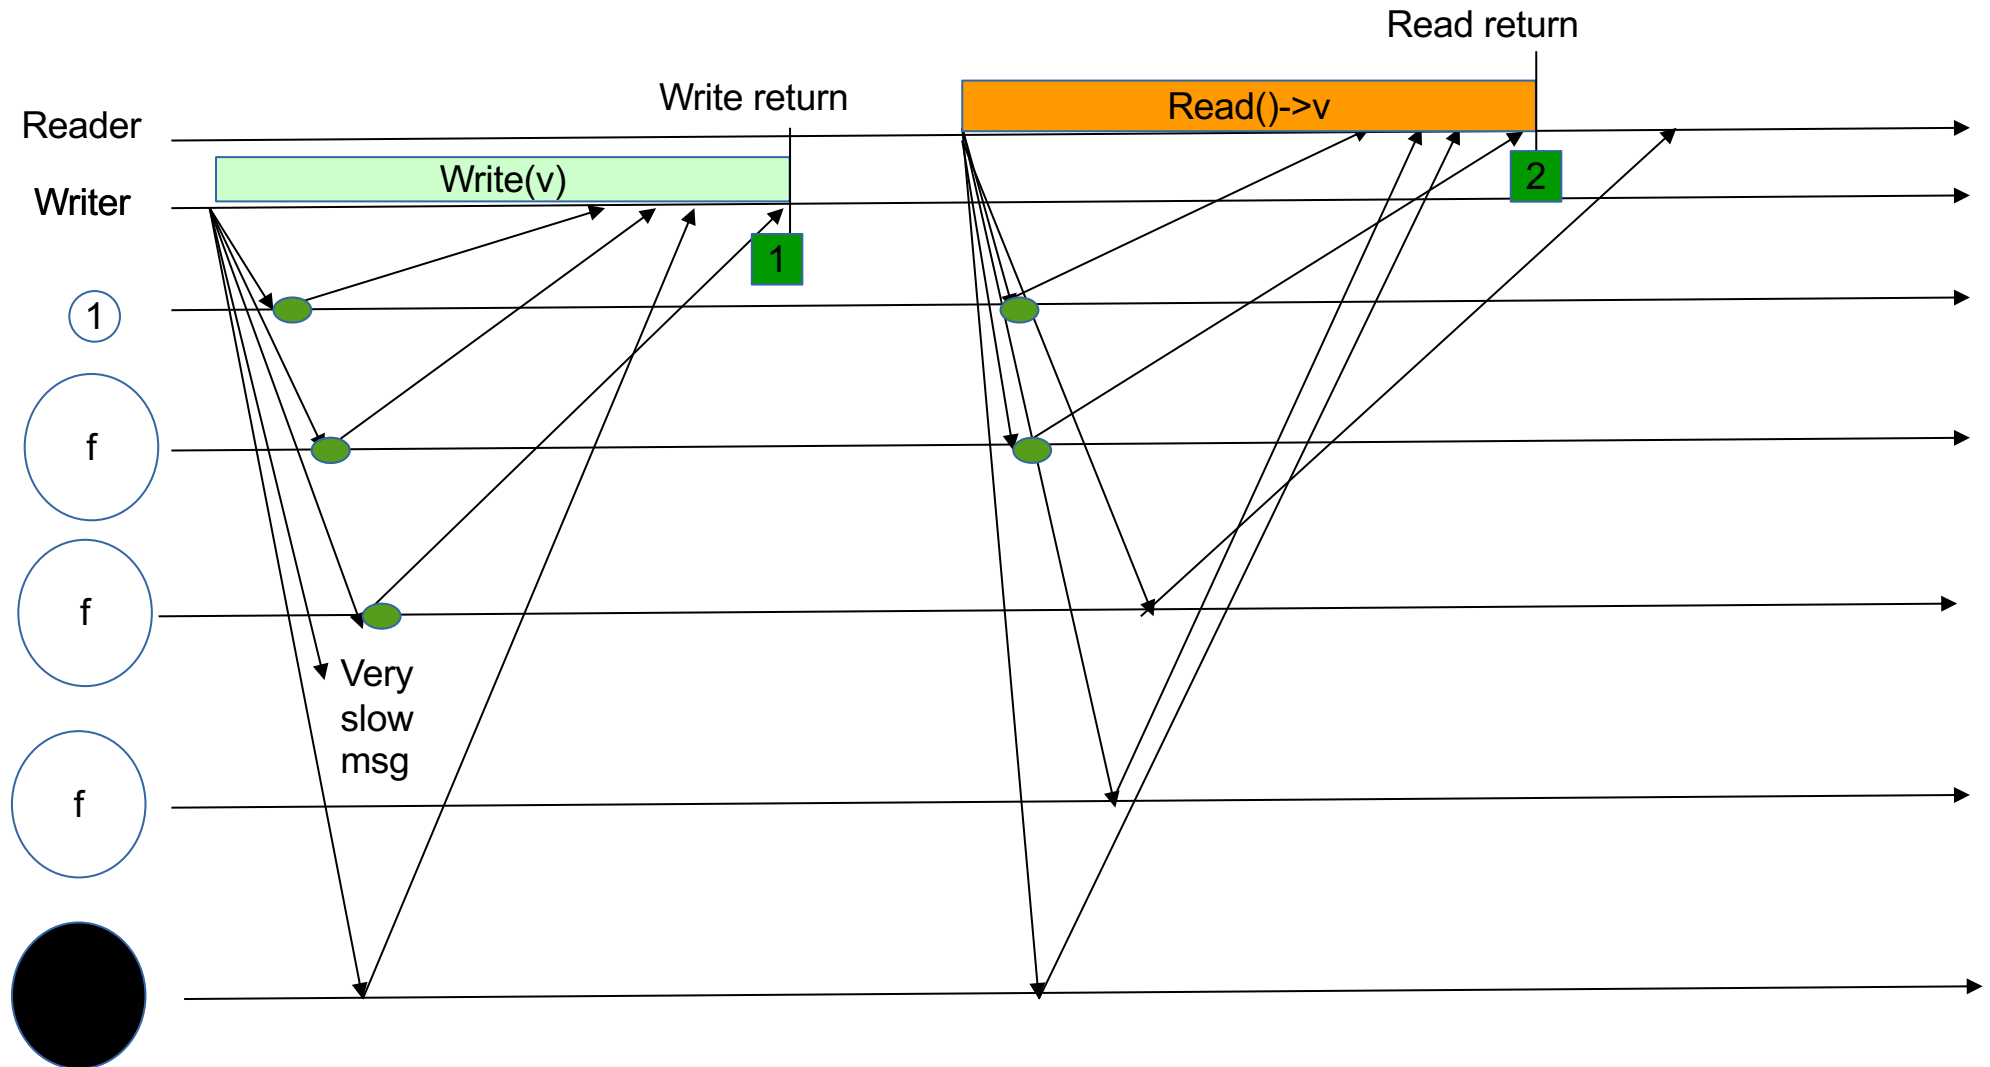 Read return
Write return
Read()->v
Reader
Write(v)
2
Writer
1
1
f
f
Very
slow
msg
f